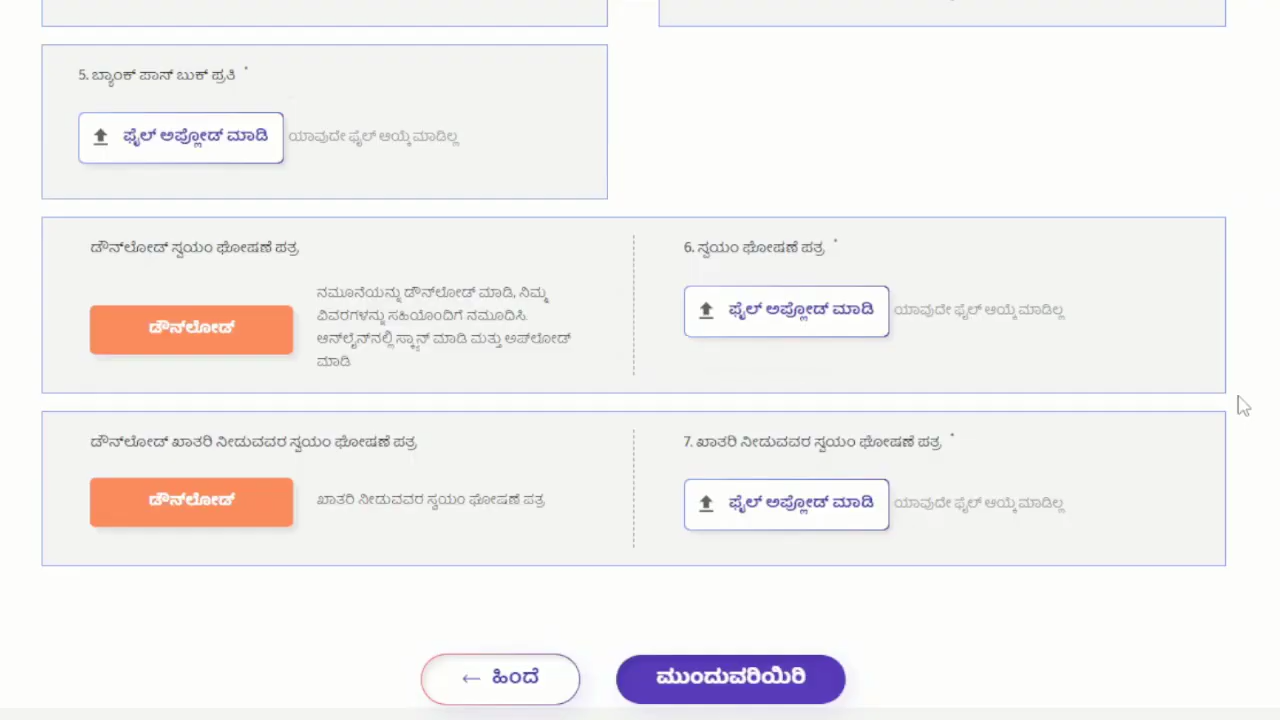 5. ಬ್ಯಾಂಕ್ ಪಾಸ್ ಬುಕ್ ಪ್ರತಿ *
ಫೈಲ್ ಅಪ್ಲೋಡ್ ಮಾಡಿ ಯಾವುದೇ ಫೈಲ್ ಆಯ್ಕೆ ಮಾಡಿಲ್ಲ
ಡೌನ್‌ಲೋಡ್ ಸ್ವಯಂ ಘೋಷಣೆ ಪತ್ರ
ಡೌನ್‌ಲೋಡ್
ನಮೂನೆಯನ್ನು ಡೌನ್‌ಲೋಡ್ ಮಾಡಿ, ನಿಮ್ಮ
ವಿವರಗಳನ್ನು ಸಹಿಯೊಂದಿಗೆ ನಮೂದಿಸಿ.
ಆನ್‌ಲೈನ್‌ನಲ್ಲಿ ಸ್ಕ್ಯಾನ್ ಮಾಡಿ ಮತ್ತು ಅಪ್‌ಲೋಡ್
ಮಾಡಿ
6. ಸ್ವಯಂ ಘೋಷಣೆ ಪತ್ರ *
ಫೈಲ್ ಅಪ್ಲೋಡ್ ಮಾಡಿ ಯಾವುದೇ ಫೈಲ್ ಆಯ್ಕೆ ಮಾಡಿಲ್ಲ
ಡೌನ್‌ಲೋಡ್ ಖಾತರಿ ನೀಡುವವರ ಸ್ವಯಂ ಘೋಷಣೆ ಪತ್ರ
ಡೌನ್‌ಲೋಡ್ ಖಾತರಿ ನೀಡುವವರ ಸ್ವಯಂ ಘೋಷಣೆ ಪತ್ರ
7. ಖಾತರಿ ನೀಡುವವರ ಸ್ವಯಂ ಘೋಷಣೆ ಪತ್ರ *
ಫೈಲ್ ಅಪ್ಲೋಡ್ ಮಾಡಿ ಯಾವುದೇ ಫೈಲ್ ಆಯ್ಕೆ ಮಾಡಿಲ್ಲ
← ಹಿಂದೆ
ಮುಂದುವರಿಯಿರಿ